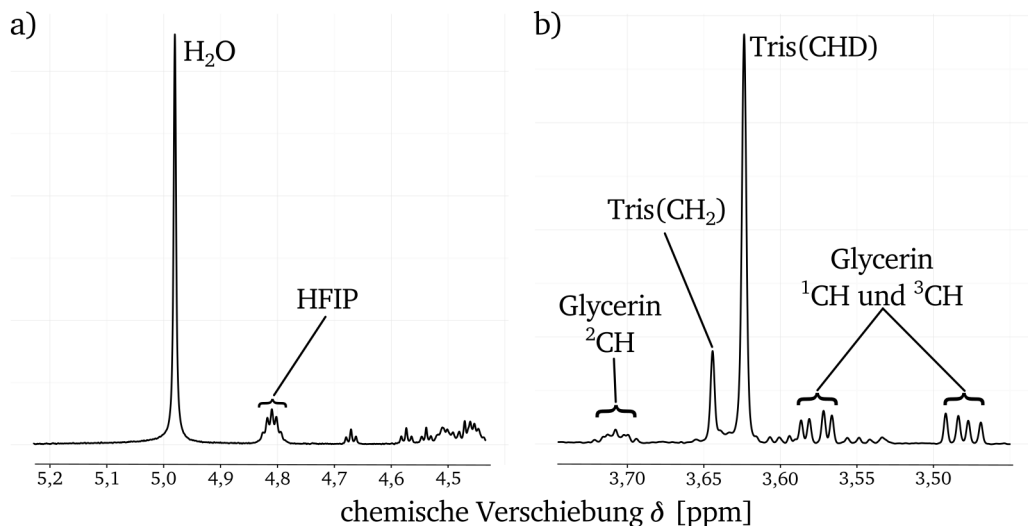 a)
H₂O
HFIP
5,2 5,1 5,0 4,9 4,8 4,7 4,6 4,5
b)
Tris(CHD)
Tris(CH₂)
Glycerin
²CH
Glycerin
¹CH und ³CH
3,70 3,65 3,60 3,55 3,50
chemische Verschiebung δ [ppm]